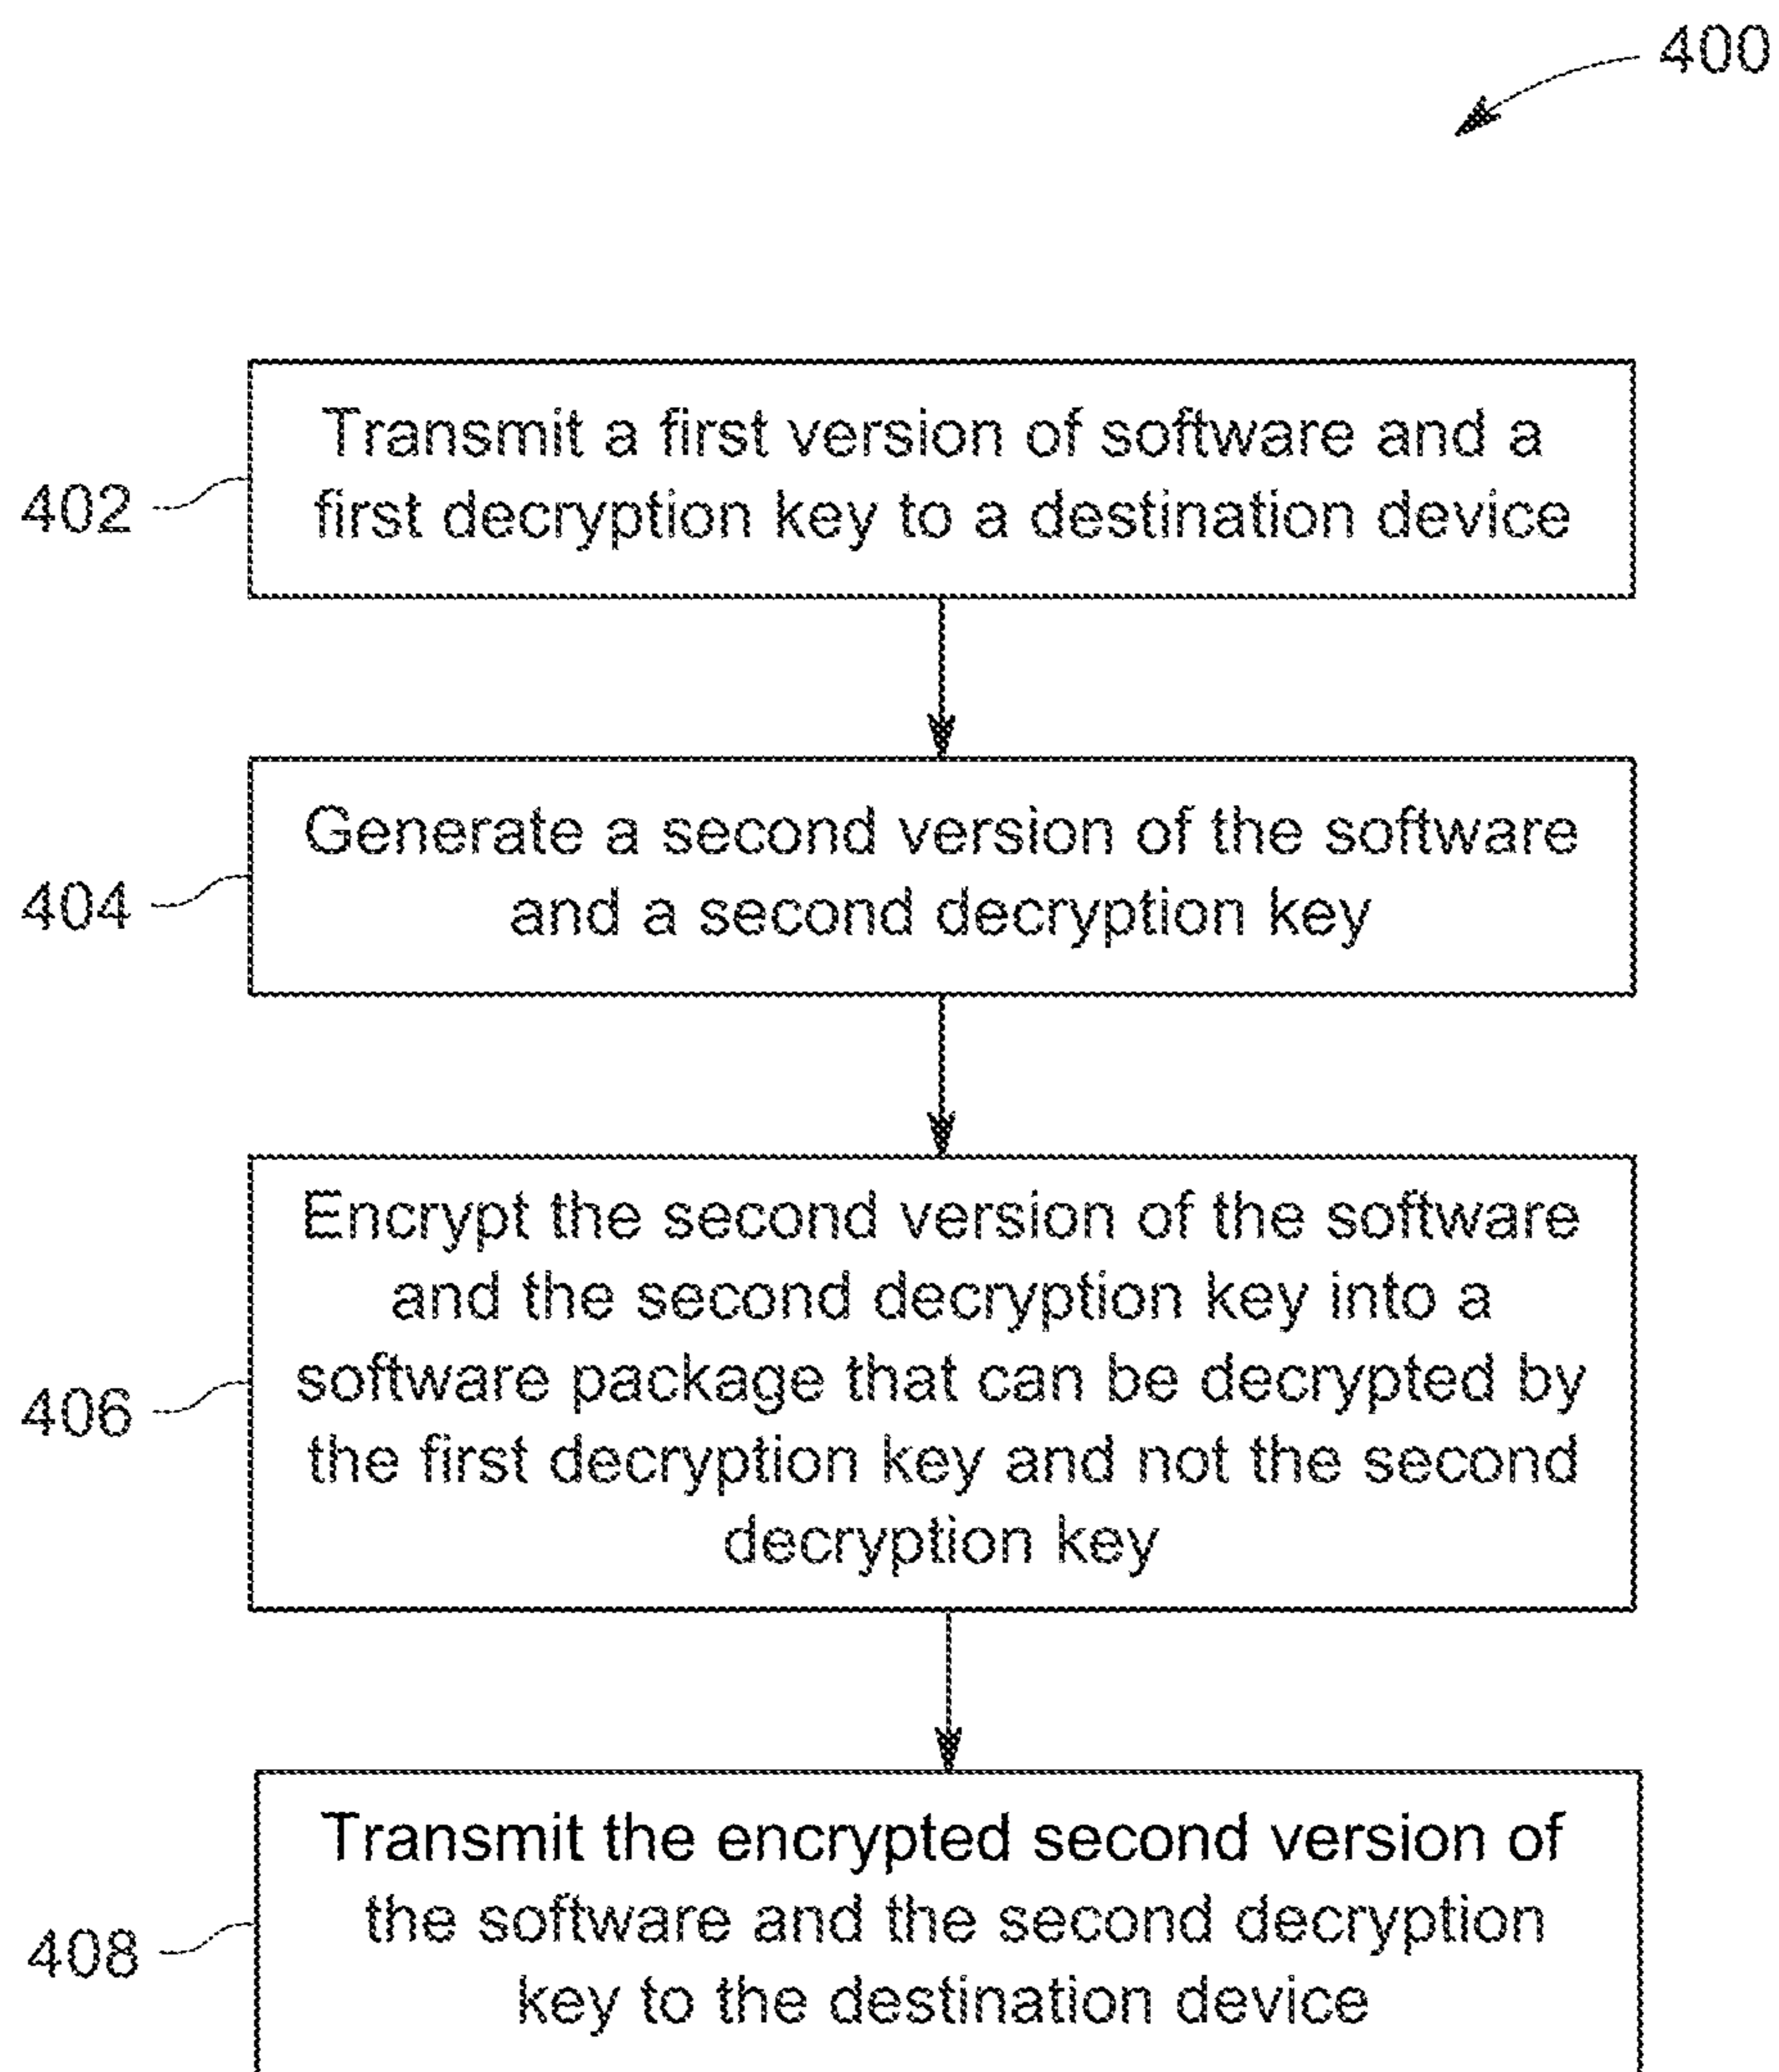 400
402
Transmit a first version of software and a
first decryption key to a destination device
404
Generate a second version of the software
and a second decryption key
406
Encrypt the second version of the software
and the second decryption key into a
software package that can be decrypted by
the first decryption key and not the second
decryption key
408
Transmit the encrypted second version of
the software and the second decryption
key to the destination device